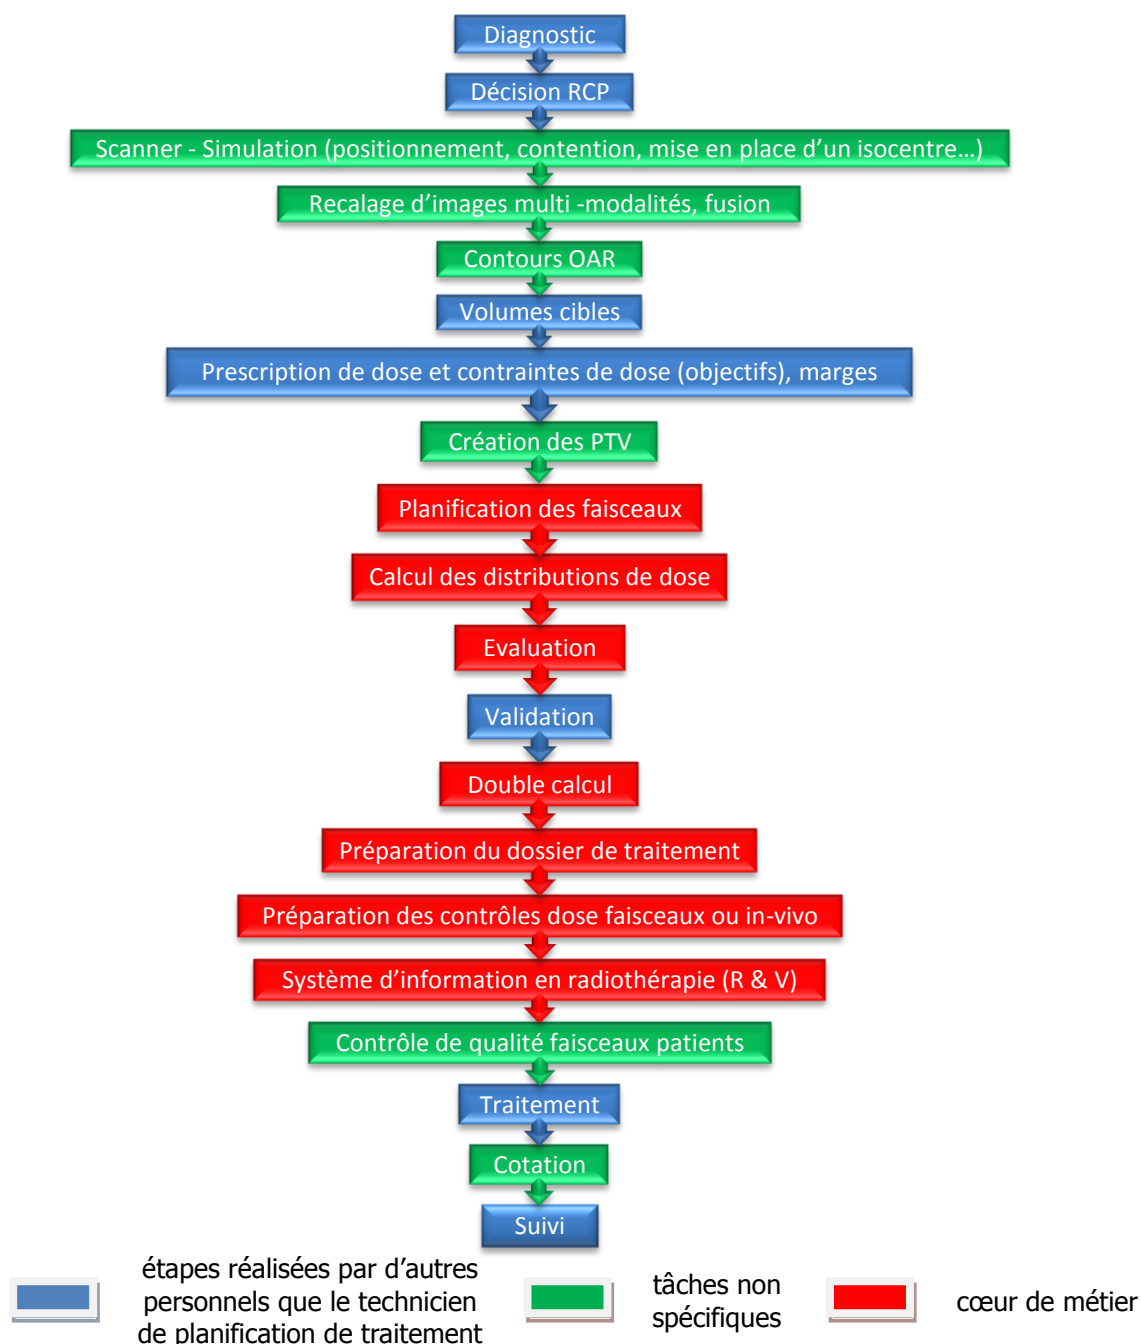 Diagnostic
Décision RCP
Scanner - Simulation (positionnement, contention, mise en place d’un isocentre…)
Recalage d’images multi -modalités, fusion
Contours OAR
Volumes cibles
Prescription de dose et contraintes de dose (objectifs), marges
Création des PTV
Planification des faisceaux
Calcul des distributions de dose
Evaluation
Validation
Double calcul
Préparation du dossier de traitement
Préparation des contrôles dose faisceaux ou in-vivo
Système d’information en radiothérapie (R & V)
Contrôle de qualité faisceaux patients
Traitement
Cotation
Suivi
étapes réalisées par d’autres
personnels que le technicien
de planification de traitement
tâches non
spécifiques
cœur de métier